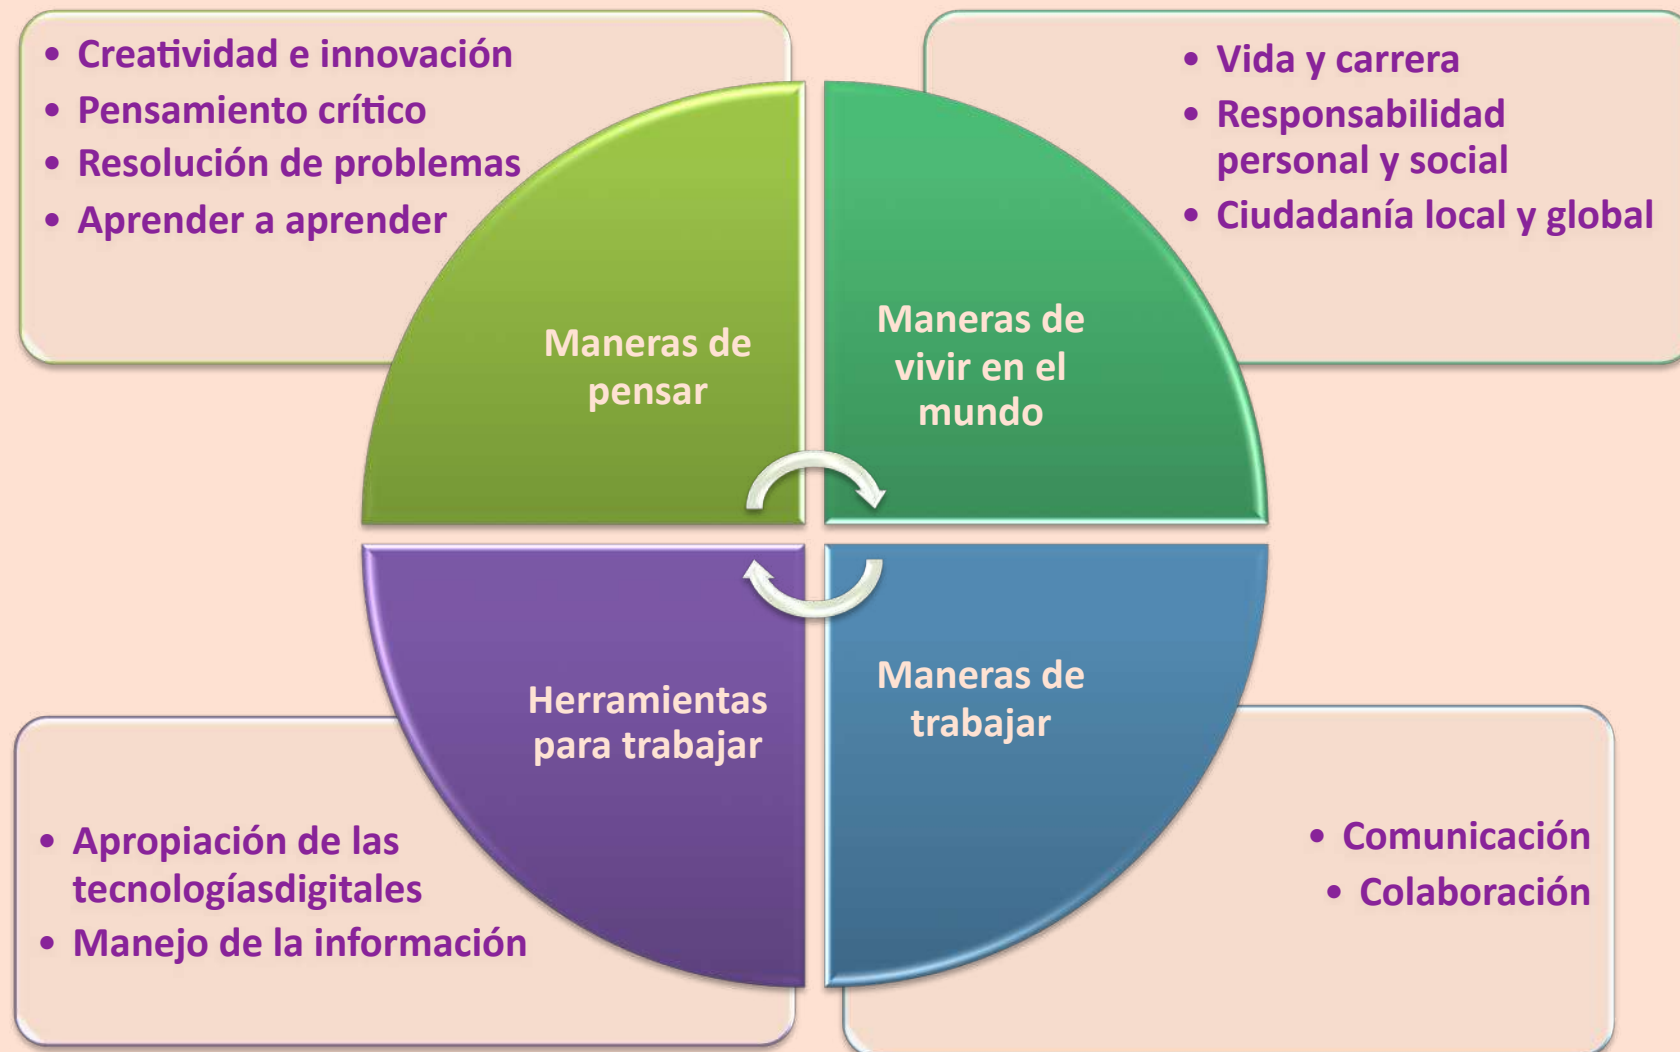 • Creatividad e innovación
• Pensamiento crítico
• Resolución de problemas
• Aprender a aprender
• Vida y carrera
• Responsabilidad
personal y social
• Ciudadanía local y global
Maneras de
pensar
Maneras de
vivir en el
mundo
Herramientas
para trabajar
Maneras de
trabajar
• Apropiación de las
tecnologíasdigitales
• Manejo de la información
• Comunicación
• Colaboración